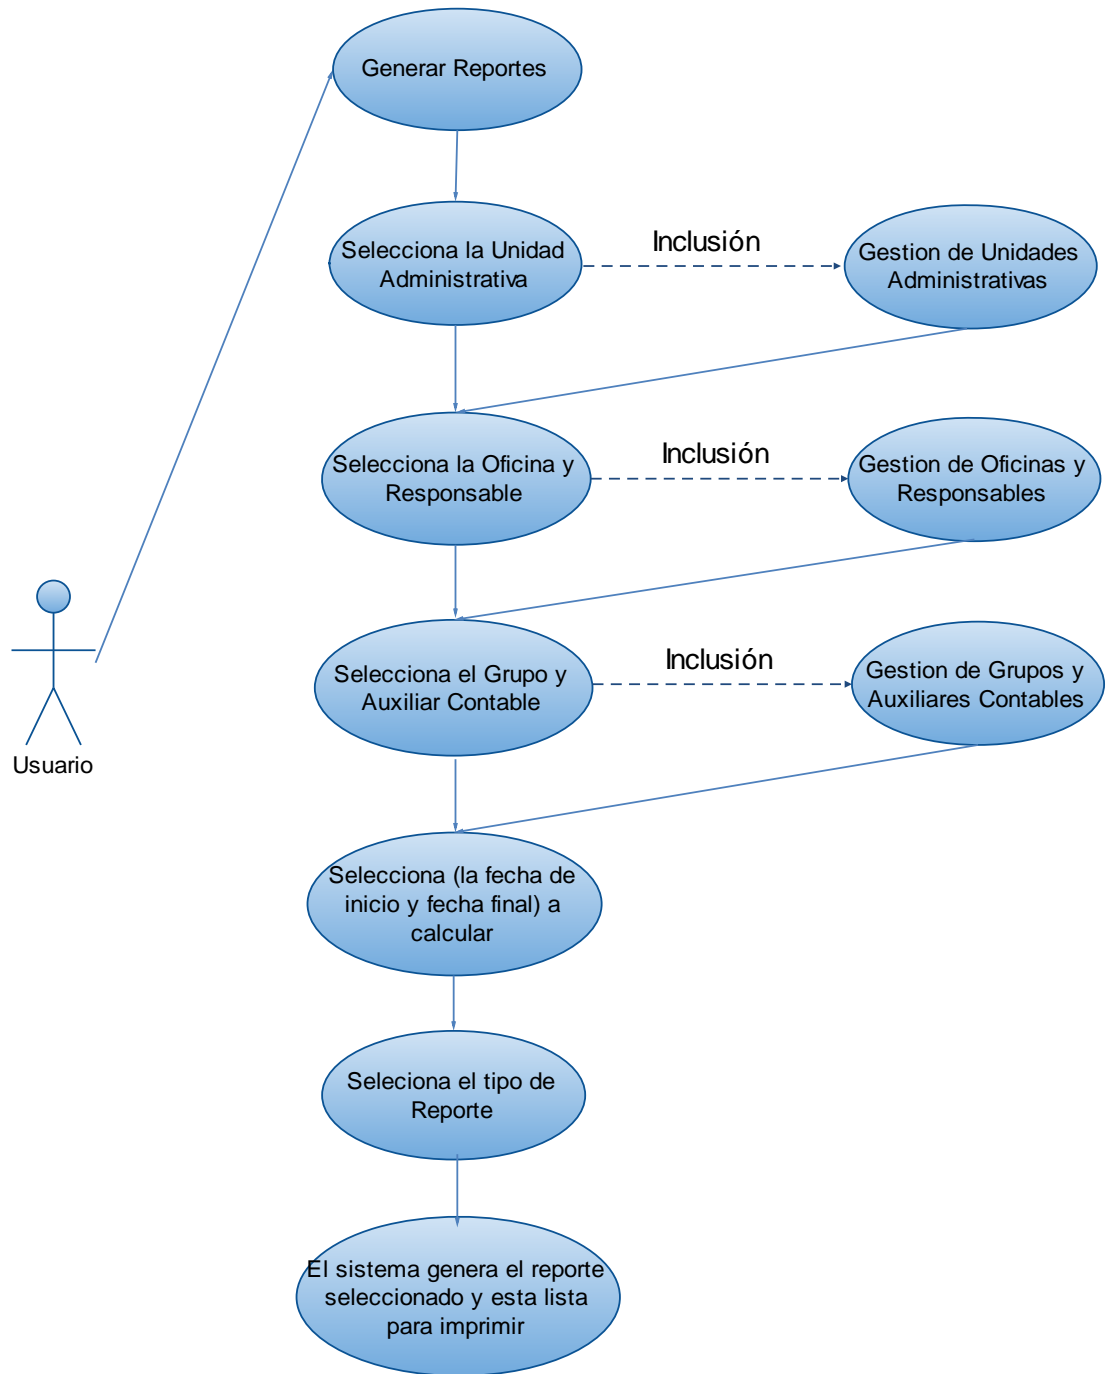 Generar Reportes
Selecciona la Unidad
Administrativa
Inclusión
Gestion de Unidades
Administrativas
Selecciona la Oficina y
Responsable
Inclusión
Gestion de Oficinas y
Responsables
Selecciona el Grupo y
Auxiliar Contable
Inclusión
Gestion de Grupos y
Auxiliares Contables
Usuario
Selecciona (la fecha de
inicio y fecha final) a
calcular
Seleciona el tipo de
Reporte
El sistema genera el reporte
seleccionado y esta lista
para imprimir